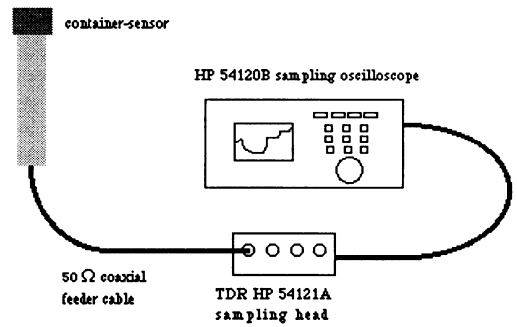 container-sensor
HP 54120B sampling oscilloscope
50 Ω coaxial
feeder cable
TDR HP 54121A
sampling head